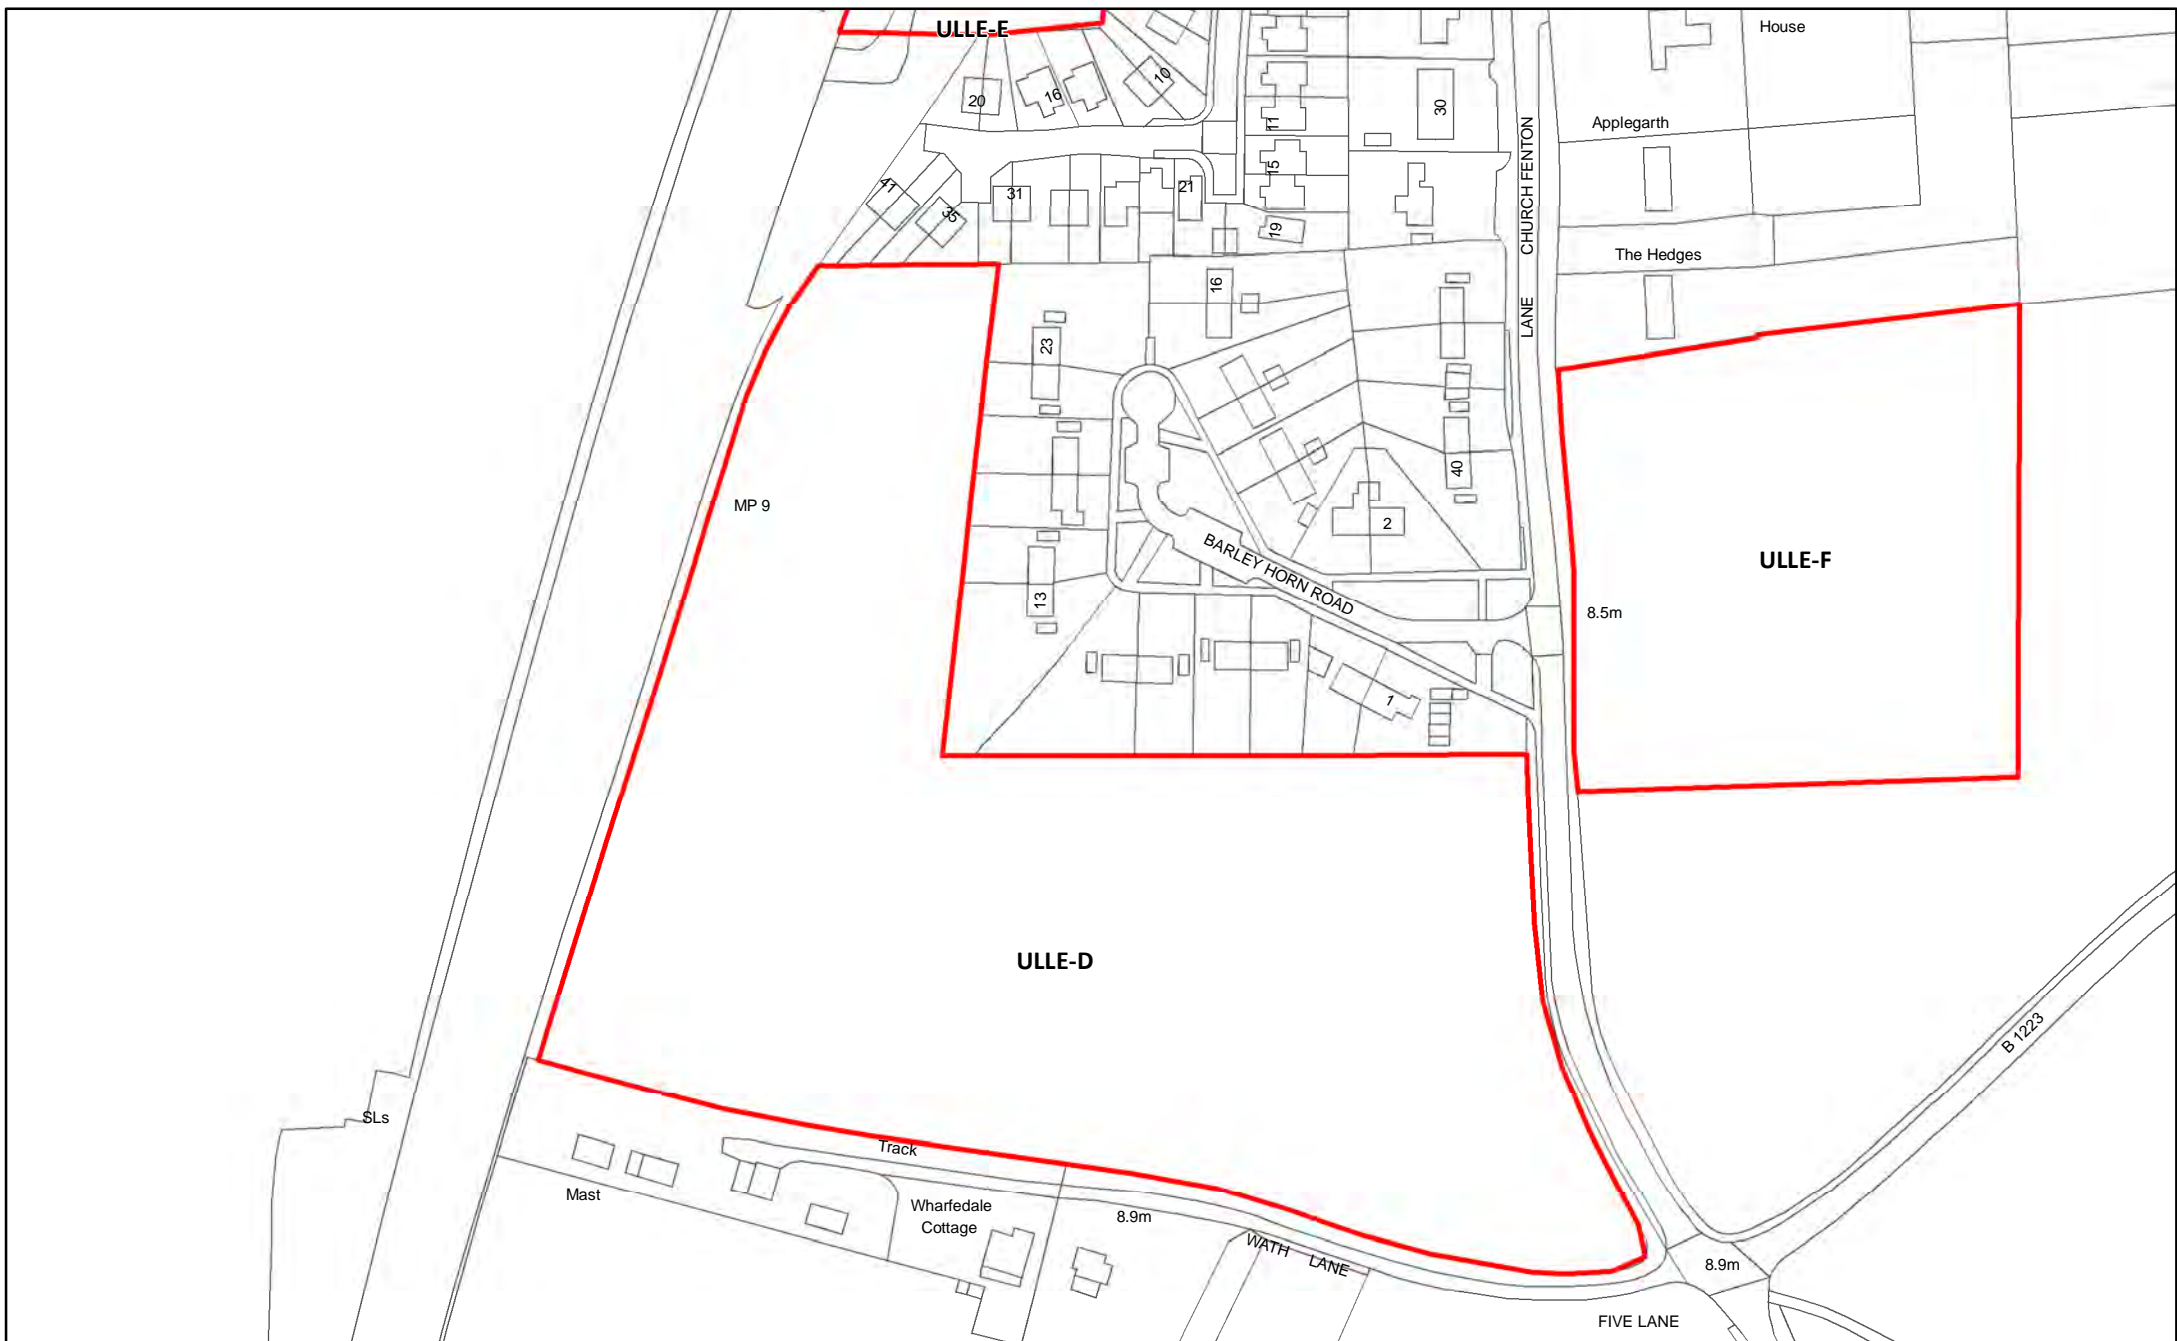 ULLE-E
House
20
16
10
11
30
Applegarth
CHURCH FENTON LANE
15
41
35
31
21
19
The Hedges
16
23
MP 9
40
2
BARLEY HORN ROAD
ULLE-F
13
8.5m
1
ULLE-D
B 1223
SLs
Track
Mast
Wharfedale
Cottage
8.9m
WATH LANE
8.9m
FIVE LANE